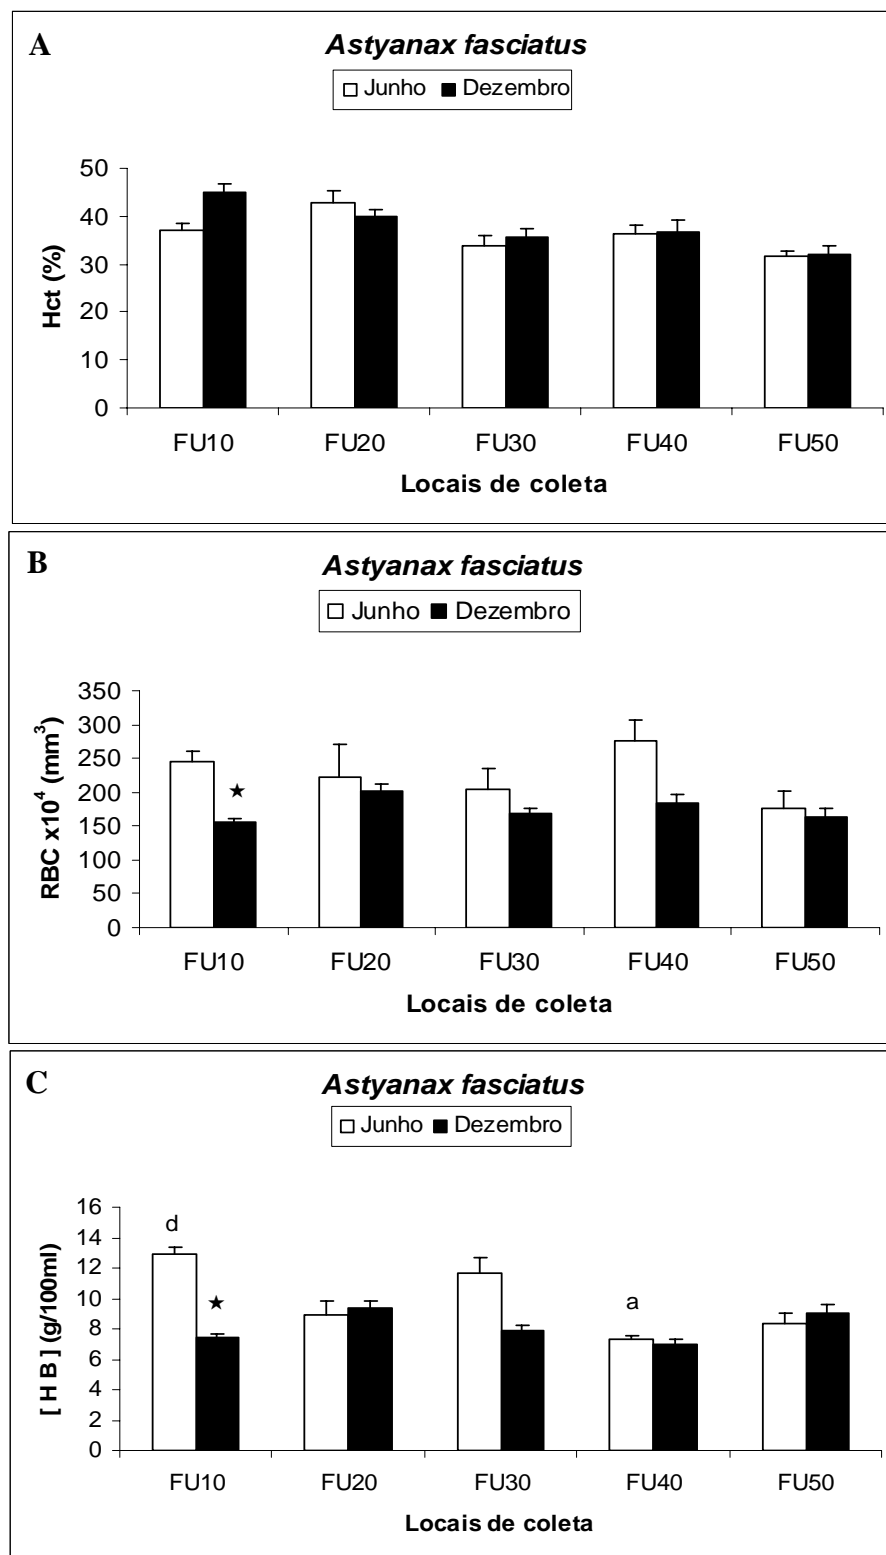 A
Astyanax fasciatus
Junho Dezembro
50
40
30
20
10
0
Hct (%)
FU10 FU20 FU30 FU40 FU50
Locais de coleta
B
Astyanax fasciatus
Junho Dezembro
350
300
250
200
150
100
50
0
RBC x10⁴ (mm³)
★
FU10 FU20 FU30 FU40 FU50
Locais de coleta
C
Astyanax fasciatus
Junho Dezembro
16
14
12
10
8
6
4
2
0
[ H B ] (g/100ml)
d
★
a
FU10 FU20 FU30 FU40 FU50
Locais de coleta